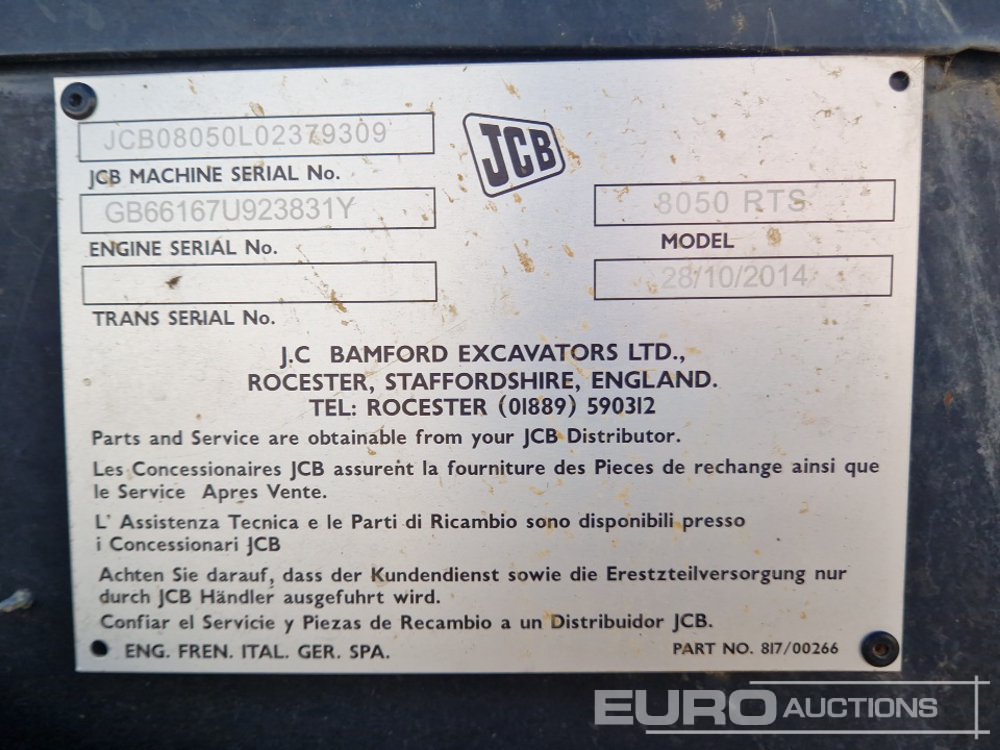 JCB08050L02379309
JCB MACHINE SERIAL No.
GB66167U923831Y
ENGINE SERIAL No.
TRANS SERIAL No.
JCB
8050 RTS
MODEL
28/10/2014
J.C BAMFORD EXCAVATORS LTD.,
ROCESTER, STAFFORDSHIRE, ENGLAND.
TEL: ROCESTER (01889) 590312
Parts and Service are obtainable from your JCB Distributor.
Les Concessionaires JCB assurent la fourniture des Pieces de rechange ainsi que
le Service Apres Vente.
L' Assistenza Tecnica e le Parti di Ricambio sono disponibili presso
i Concessionari JCB
Achten Sie darauf, dass der Kundendienst sowie die Erestzteilversorgung nur
durch JCB Händler ausgefuhrt wird.
Confiar el Servicie y Piezas de Recambio a un Distribuidor JCB.
ENG. FREN. ITAL. GER. SPA.
PART NO. 817/00266
EURO AUCTIONS